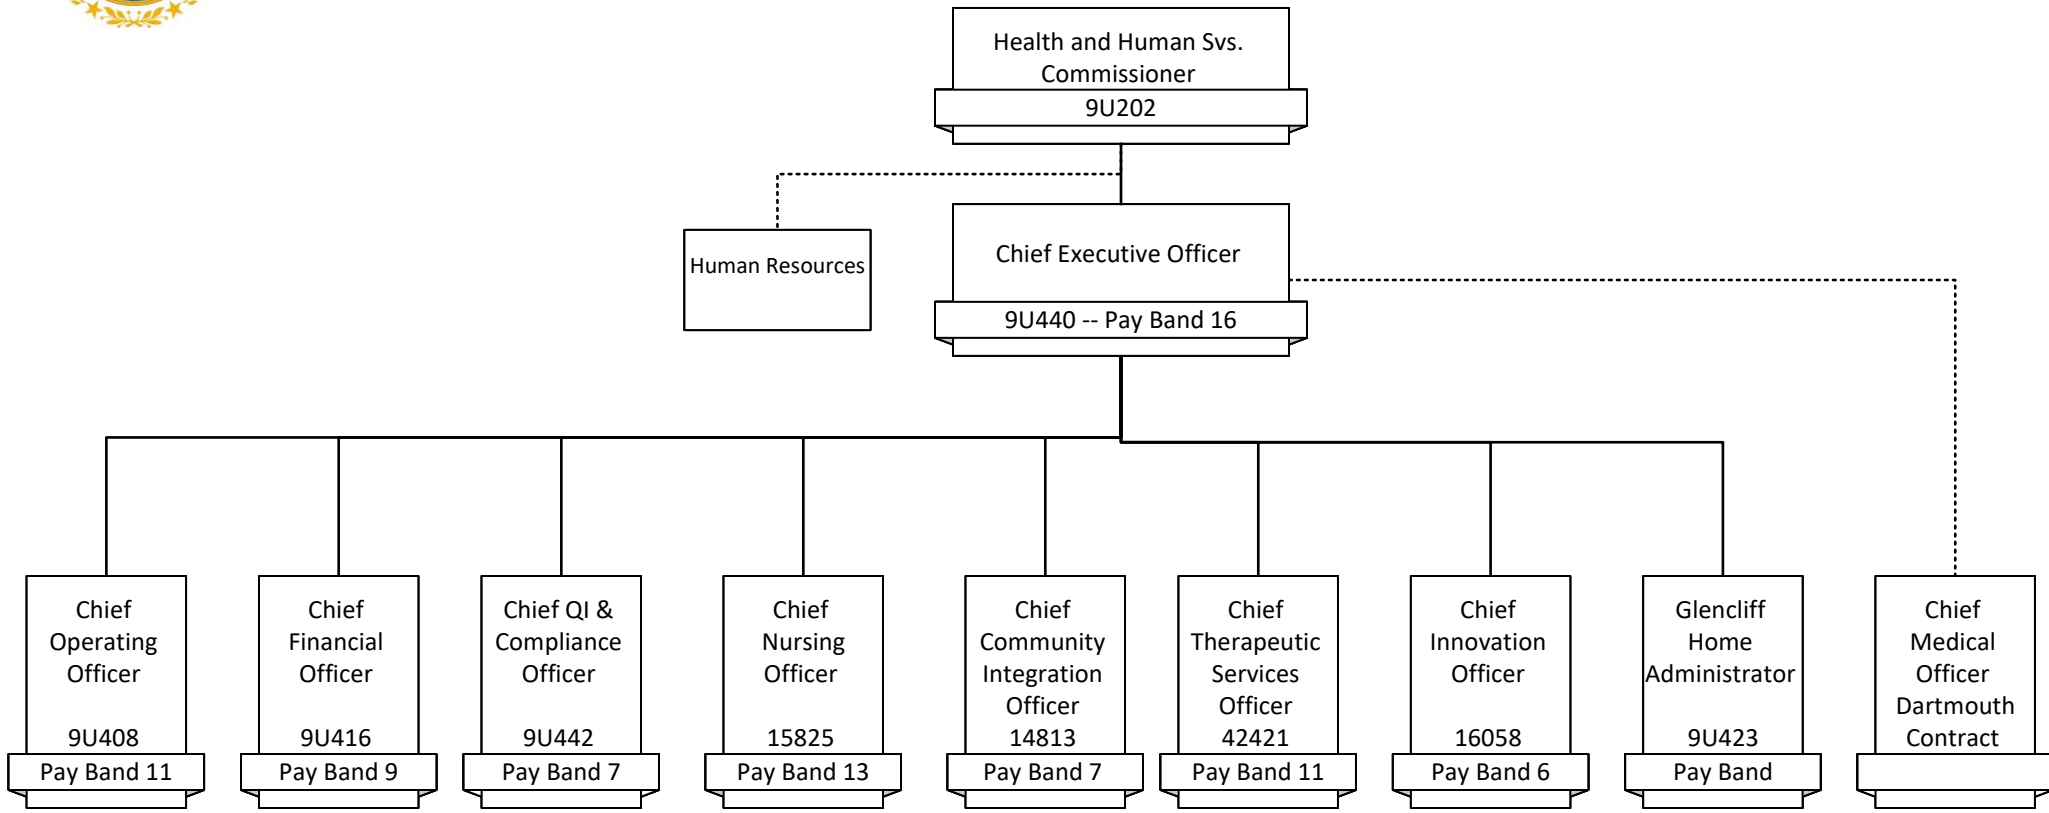 Health and Human Svs.
Commissioner
9U202
Human Resources
Chief Executive Officer
9U440 -- Pay Band 16
Chief
Operating
Officer
9U408
Pay Band 11
Chief
Financial
Officer
9U416
Pay Band 9
Chief QI &
Compliance
Officer
9U442
Pay Band 7
Chief
Nursing
Officer
15825
Pay Band 13
Chief
Community
Integration
Officer
14813
Pay Band 7
Chief
Therapeutic
Services
Officer
42421
Pay Band 11
Chief
Innovation
Officer
16058
Pay Band 6
Glencliff
Home
Administrator
9U423
Pay Band
Chief
Medical
Officer
Dartmouth
Contract